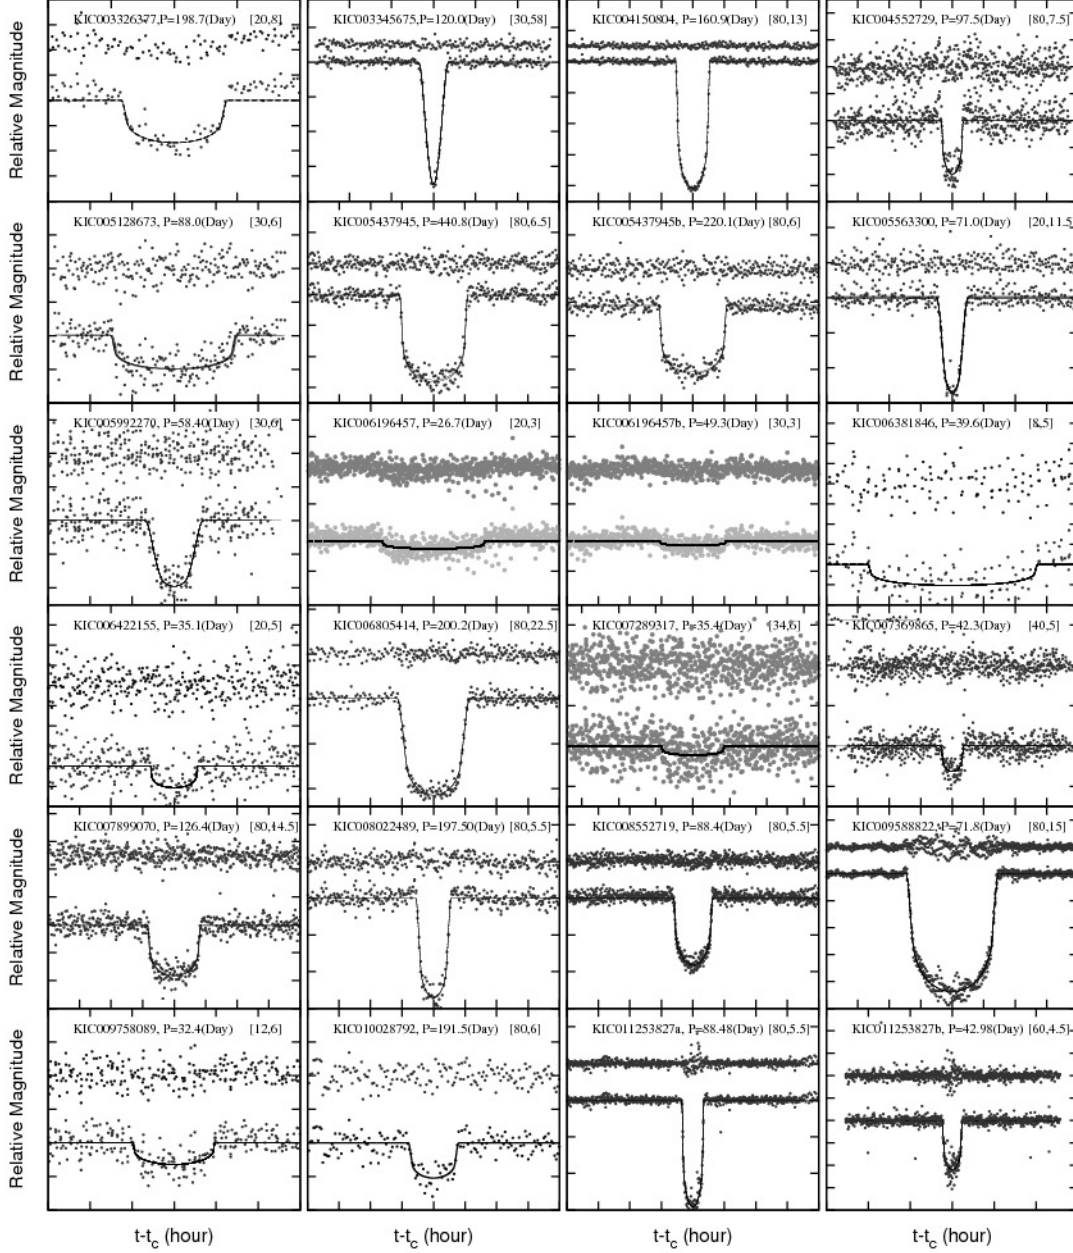 Relative Magnitude
KIC003326377,P=198.7(Day) [20,8]
KIC003345675, P=120.0(Day) [30,58]
KIC004150804, P=160.9(Day) [80,13]
KIC004552729, P=97.5(Day) [80,7.5]
Relative Magnitude
KIC005128673, P=88.0(Day) [30,6]
KIC005437945, P=440.8(Day) [80,6.5]
KIC005437945b, P=220.1(Day) [80,6]
KIC005563300, P=71.0(Day) [20,11.5]
Relative Magnitude
KIC005992270, P=58.40(Day) [30,6]
KIC006196457, P=26.7(Day) [20,3]
KIC006196457b, P=49.3(Day) [30,3]
KIC006381846, P=39.6(Day) [8,5]
Relative Magnitude
KIC006422155, P=35.1(Day) [20,5]
KIC006805414, P=200.2(Day) [80,22.5]
KIC007289317, P=35.4(Day) [34,6]
KIC007369865, P=42.3(Day) [40,5]
Relative Magnitude
KIC007899070, P=126.4(Day) [80,14.5]
KIC008022489, P=197.50(Day) [80,5.5]
KIC008552719, P=88.4(Day) [80,5.5]
KIC009588822, P=71.8(Day) [80,15]
Relative Magnitude
KIC009758089, P=32.4(Day) [12,6]
KIC010028792, P=191.5(Day) [80,6]
KIC011253827a, P=88.48(Day) [80,5.5]
KIC011253827b, P=42.98(Day) [60,4.5]
t-t_c (hour)
t-t_c (hour)
t-t_c (hour)
t-t_c (hour)